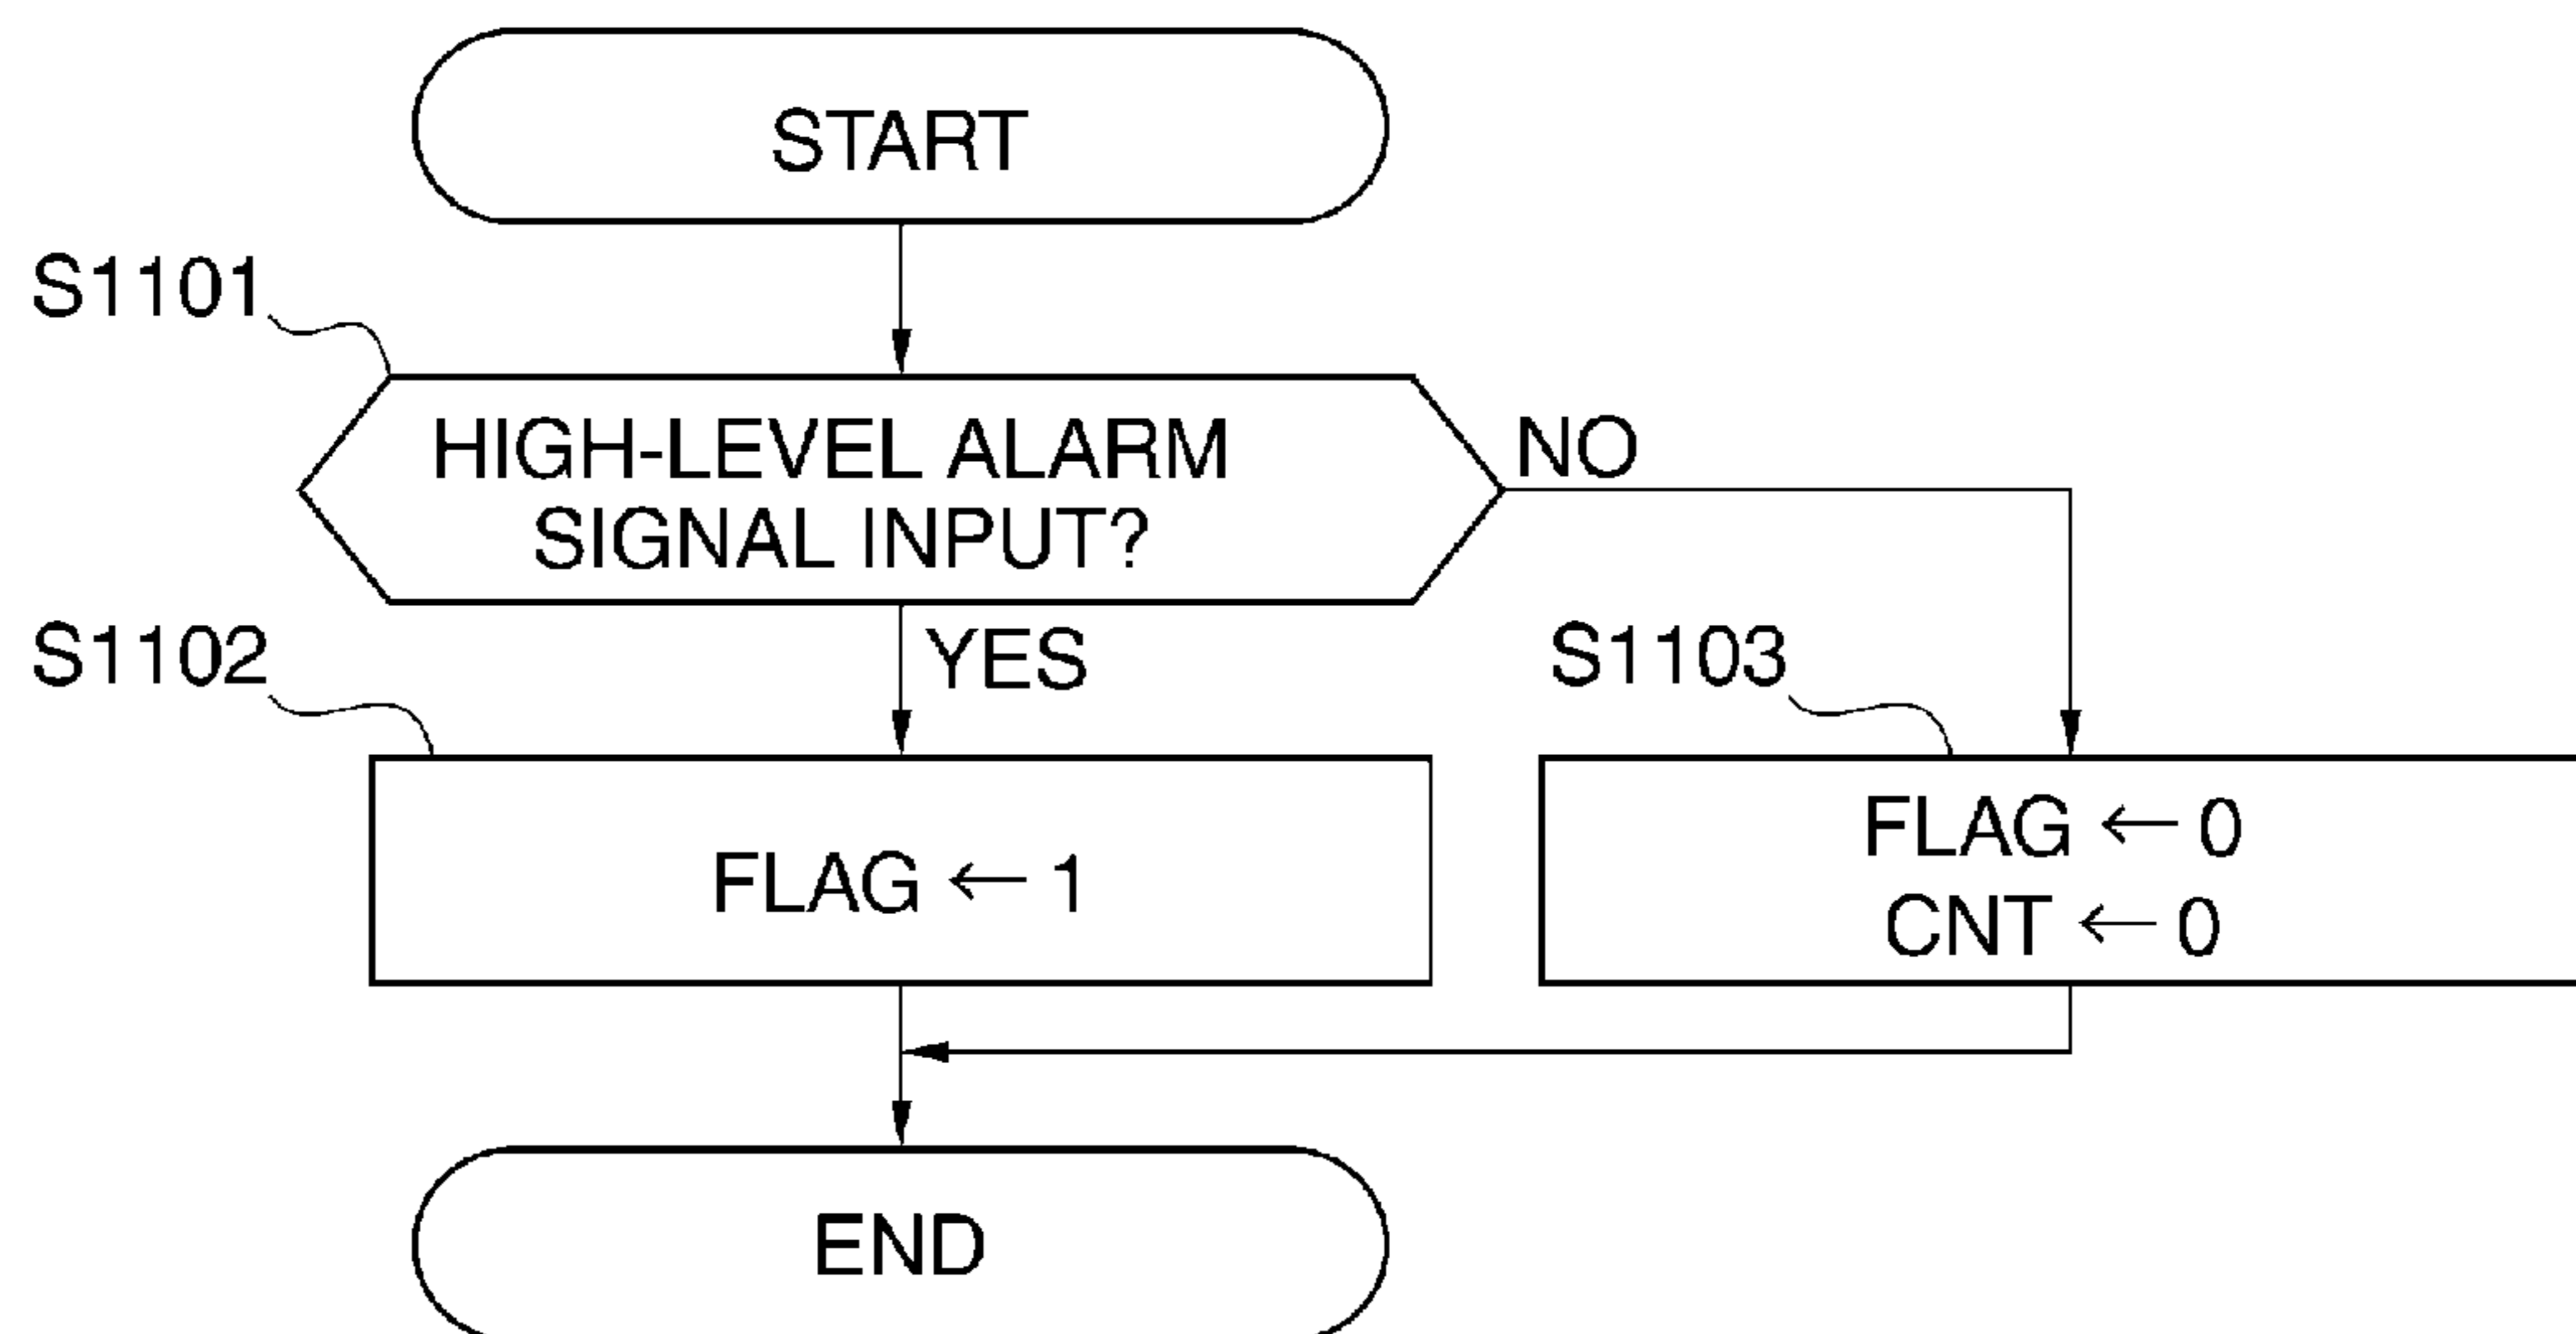 START
S1101
HIGH-LEVEL ALARM
SIGNAL INPUT?
NO
YES
S1102
FLAG ← 1
S1103
FLAG ← 0
CNT ← 0
END